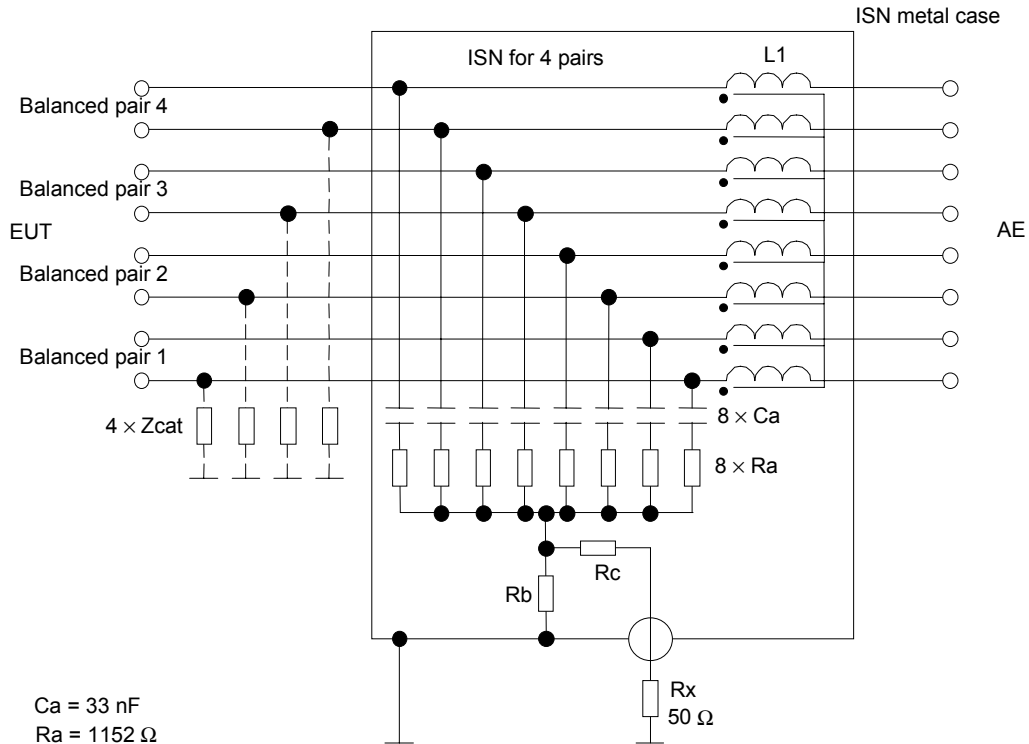 ISN metal case
ISN for 4 pairs
L1
Balanced pair 4
Balanced pair 3
EUT
AE
Balanced pair 2
Balanced pair 1
4 × Zcat
8 × Ca
8 × Ra
Rc
Rb
Rx
50 Ω
Ca = 33 nF
Ra = 1152 Ω